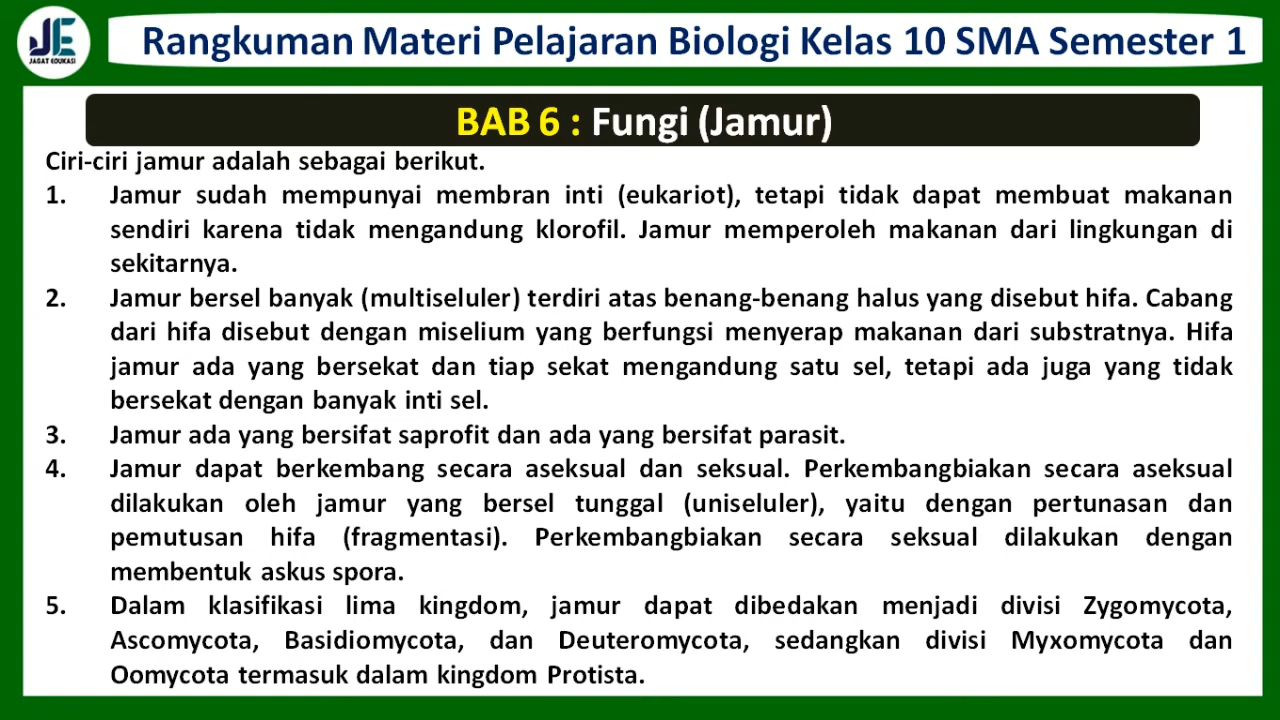 JE
JAGAT EDUKASI
Rangkuman Materi Pelajaran Biologi Kelas 10 SMA Semester 1
BAB 6 : Fungi (Jamur)
Ciri-ciri jamur adalah sebagai berikut.
1. Jamur sudah mempunyai membran inti (eukariot), tetapi tidak dapat membuat makanan
sendiri karena tidak mengandung klorofil. Jamur memperoleh makanan dari lingkungan di
sekitarnya.
2. Jamur bersel banyak (multiseluler) terdiri atas benang-benang halus yang disebut hifa. Cabang
dari hifa disebut dengan miselium yang berfungsi menyerap makanan dari substratnya. Hifa
jamur ada yang bersekat dan tiap sekat mengandung satu sel, tetapi ada juga yang tidak
bersekat dengan banyak inti sel.
3. Jamur ada yang bersifat saprofit dan ada yang bersifat parasit.
4. Jamur dapat berkembang secara aseksual dan seksual. Perkembangbiakan secara aseksual
dilakukan oleh jamur yang bersel tunggal (uniseluler), yaitu dengan pertunasan dan
pemutusan hifa (fragmentasi). Perkembangbiakan secara seksual dilakukan dengan
membentuk askus spora.
5. Dalam klasifikasi lima kingdom, jamur dapat dibedakan menjadi divisi Zygomycota,
Ascomycota, Basidiomycota, dan Deuteromycota, sedangkan divisi Myxomycota dan
Oomycota termasuk dalam kingdom Protista.